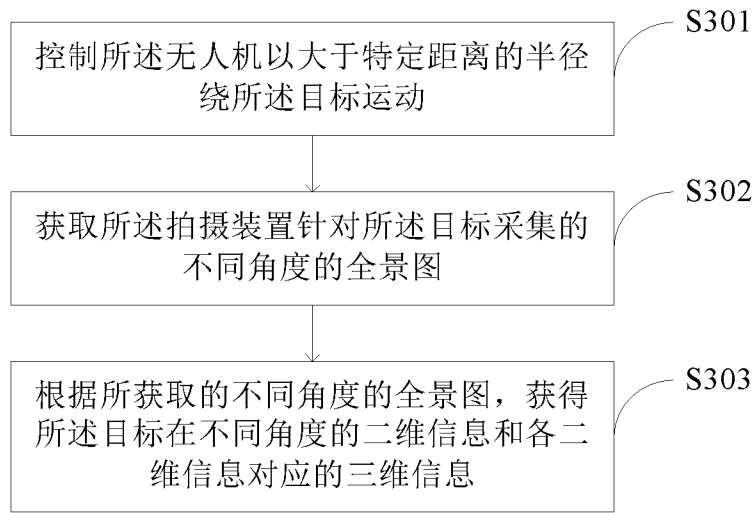 S301
控制所述无人机以大于特定距离的半径
绕所述目标运动
S302
获取所述拍摄装置针对所述目标采集的
不同角度的全景图
S303
根据所获取的不同角度的全景图，获得
所述目标在不同角度的二维信息和各二
维信息对应的三维信息